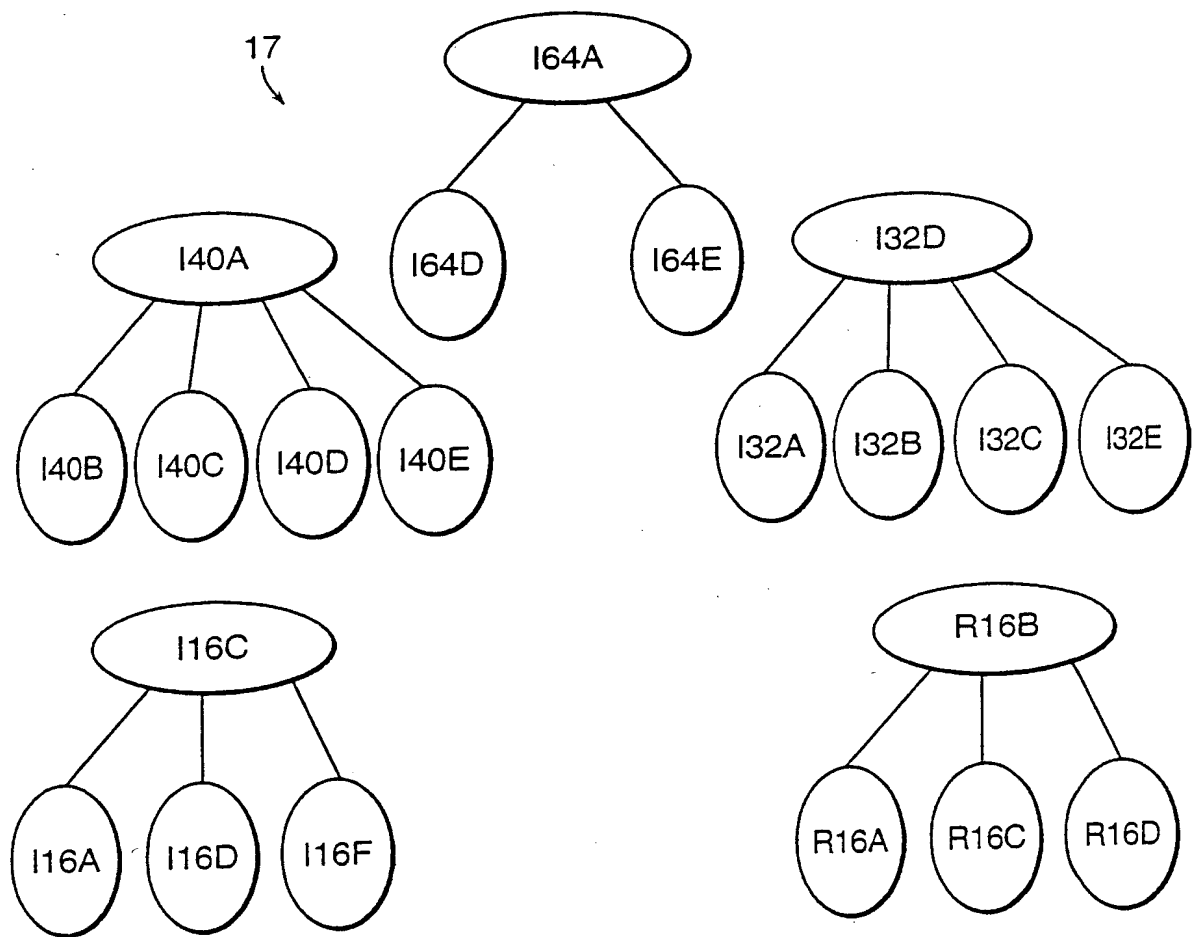 17
I64A
I40A
I64D
I64E
I32D
I40B
I40C
I40D
I40E
I32A
I32B
I32C
I32E
I16C
R16B
I16A
I16D
I16F
R16A
R16C
R16D